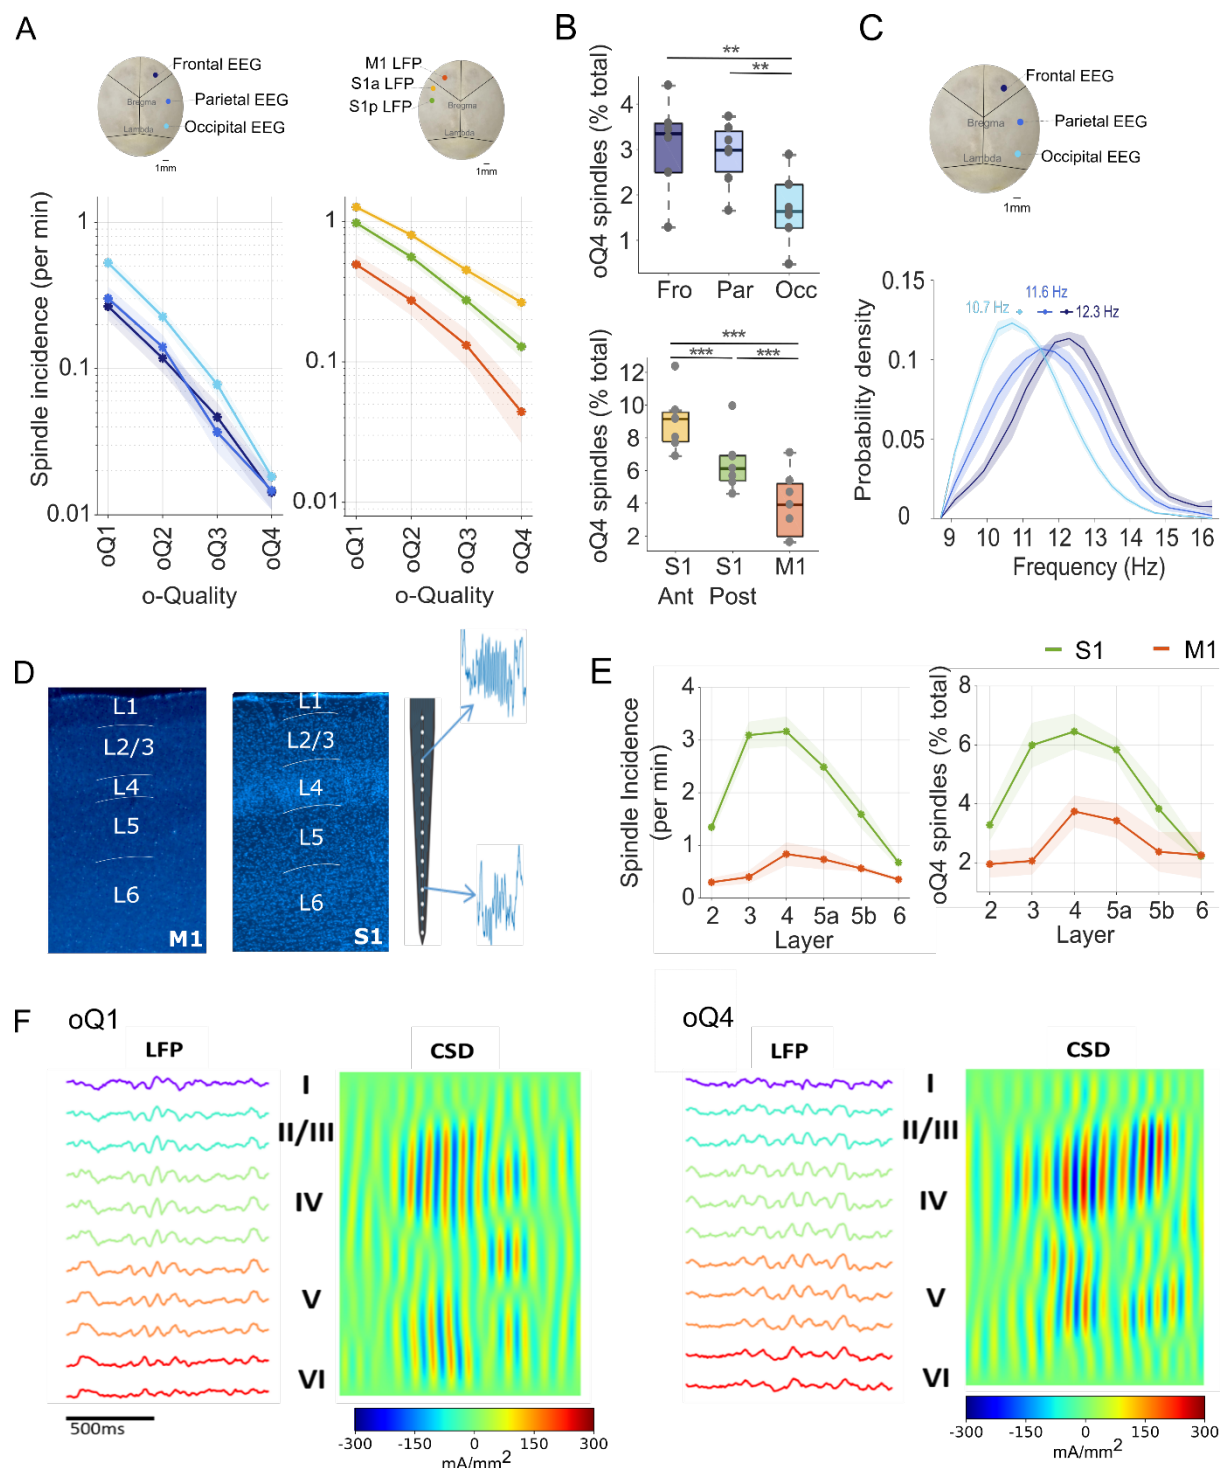 A
Frontal EEG
Parietal EEG
Occipital EEG
Bregma
Lambda
1mm
M1 LFP
S1a LFP
S1p LFP
Bregma
Lambda
1mm
Spindle incidence (per min)
1
0.1
0.01
oQ1
oQ2
oQ3
oQ4
o-Quality
1
0.1
0.01
oQ1
oQ2
oQ3
oQ4
o-Quality
B
oQ4 spindles (% total)
**
**
4
3
2
1
Fro Par Occ
oQ4 spindles (% total)
***
*** ***
12
10
8
6
4
2
S1 S1 M1
Ant Post
C
Frontal EEG
Parietal EEG
Occipital EEG
Bregma
Lambda
1mm
Probability density
0.15
0.1
0.05
0
10.7 Hz
11.6 Hz
12.3 Hz
9 10 11 12 13 14 15 16
Frequency (Hz)
D
L1
L2/3
L4
L5
L6
M1
L1
L2/3
L4
L5
L6
S1
E
S1 M1
Spindle Incidence
(per min)
4
3
2
1
0
2 3 4 5a 5b 6
Layer
oQ4 spindles (% total)
8
6
4
2
2 3 4 5a 5b 6
Layer
F
oQ1
LFP
CSD
I
II/III
IV
V
VI
500ms
-300 -150 0 150 300
mA/mm²
oQ4
LFP
CSD
I
II/III
IV
V
VI
-300 -150 0 150 300
mA/mm²